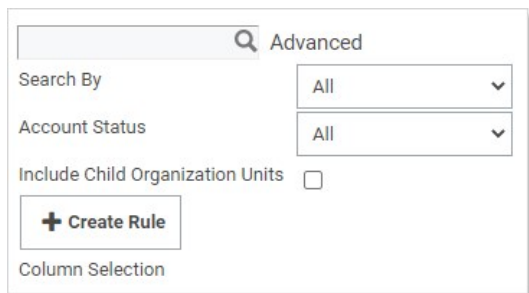 Advanced
Search By All
Account Status All
Include Child Organization Units
Create Rule
Column Selection